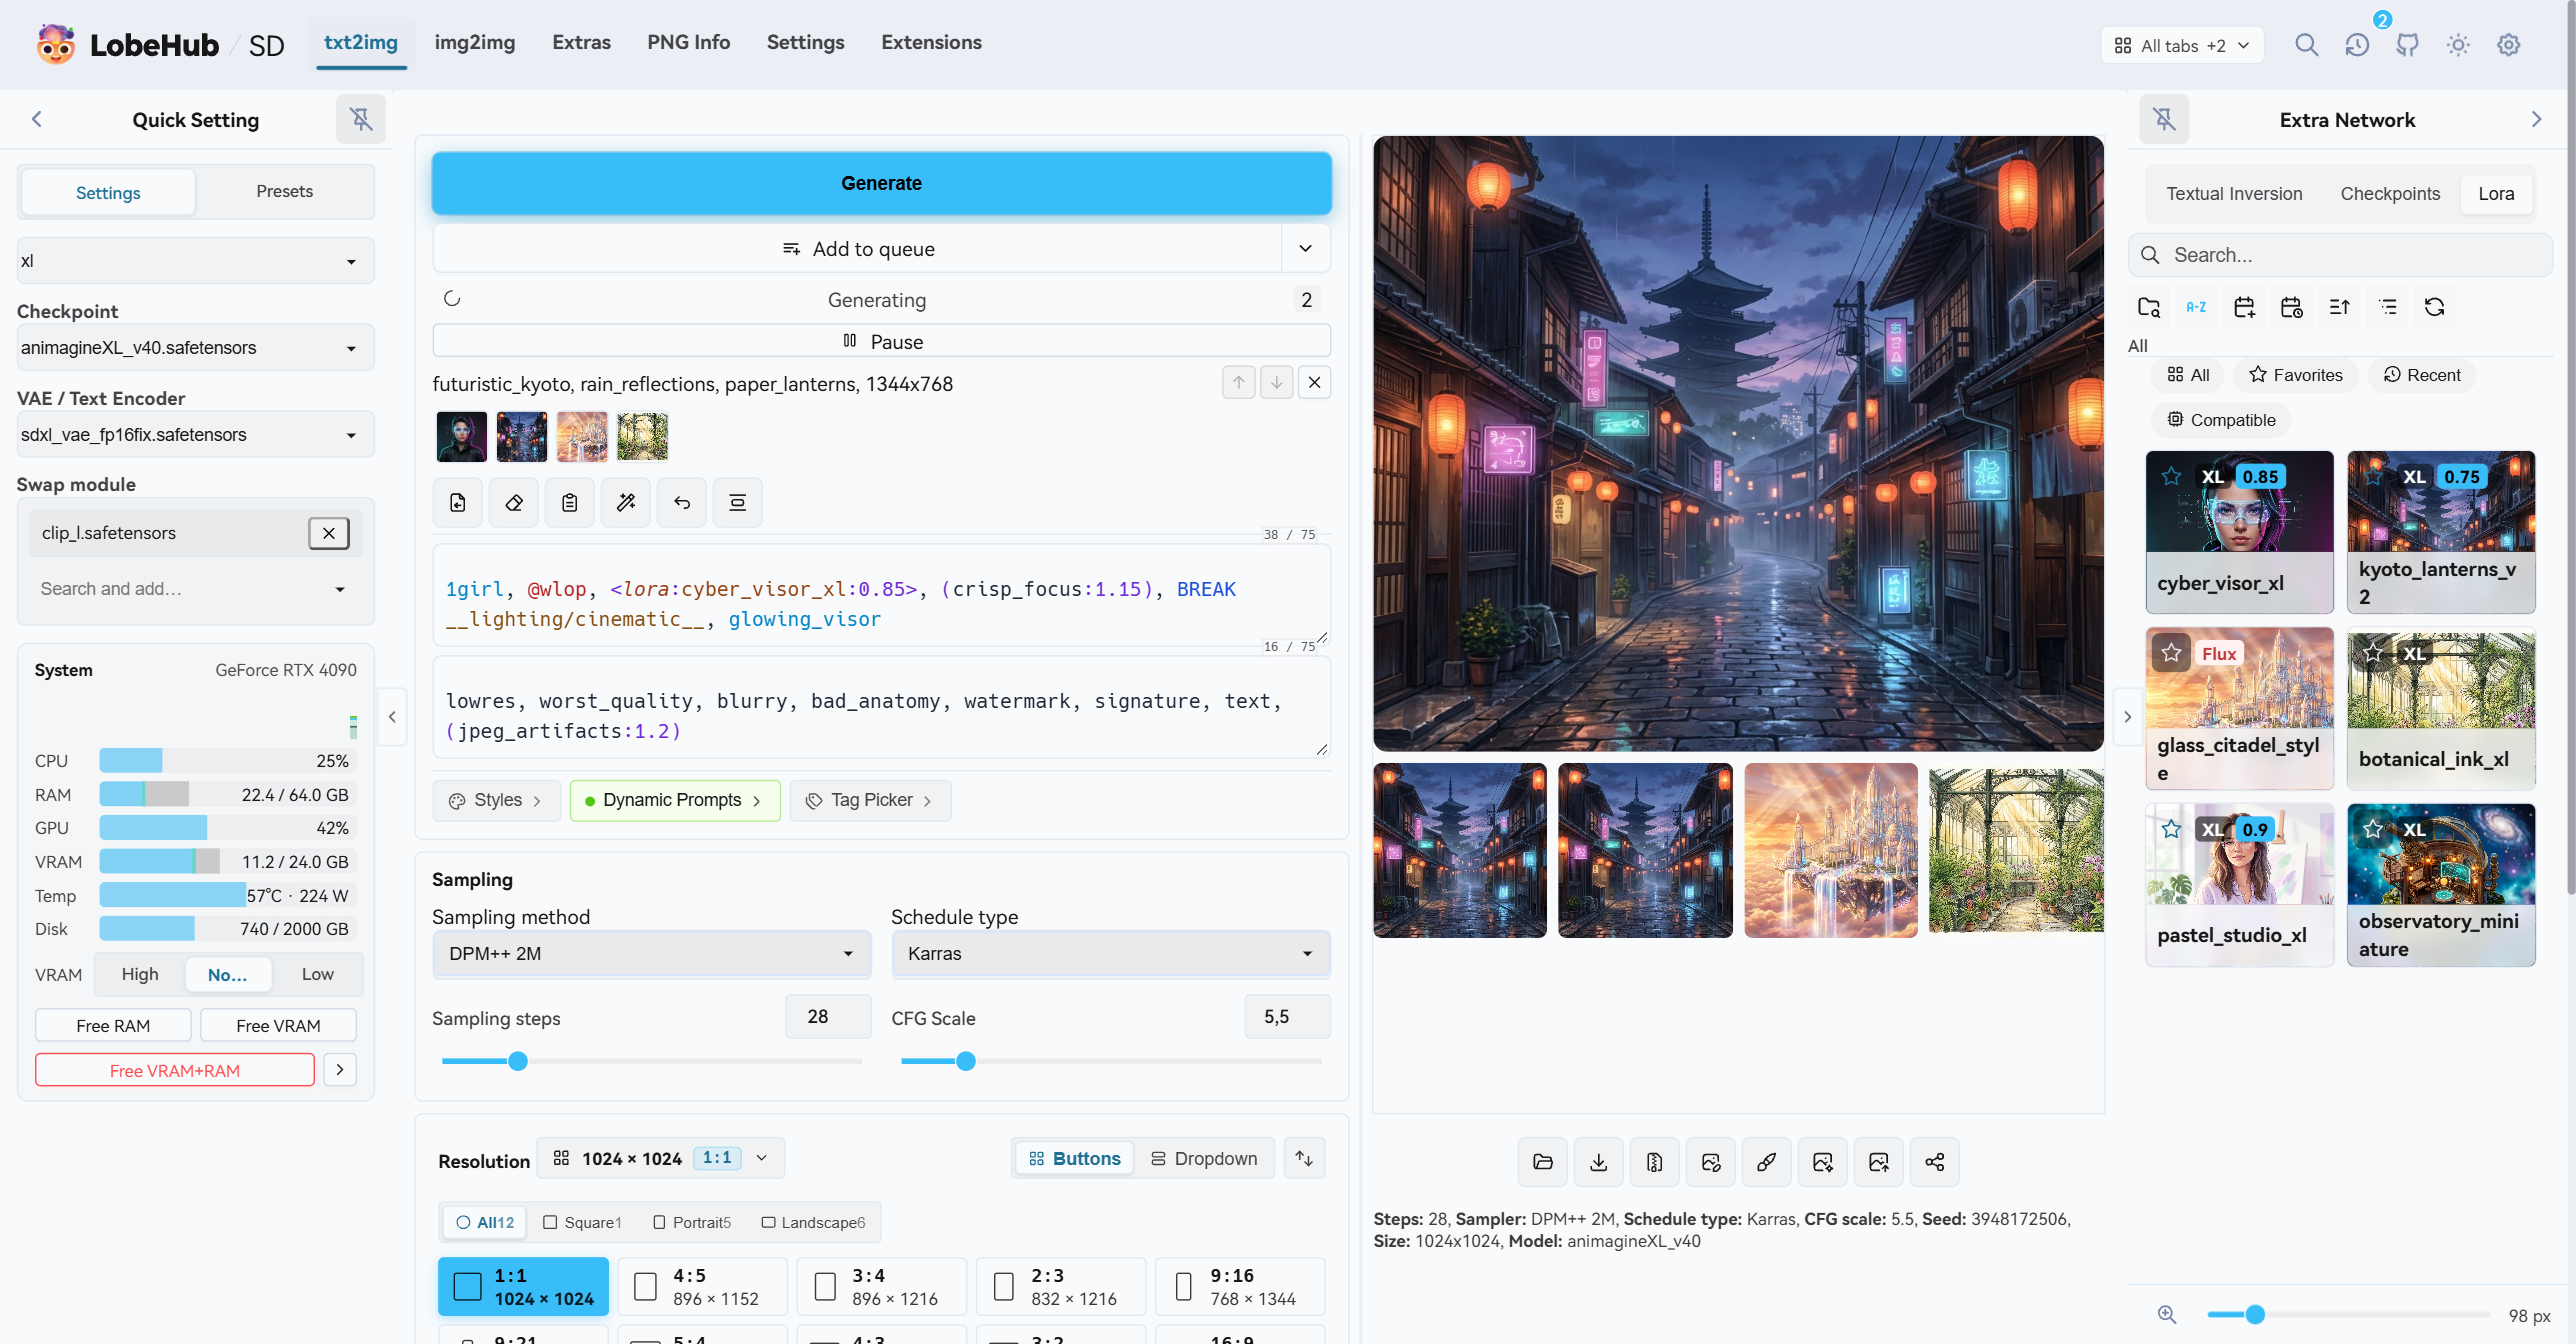 LobeHub / SD
txt2img
img2img
Extras
PNG Info
Settings
Extensions
All tabs +2
2
Quick Setting
Settings
Presets
xl
Checkpoint
animagineXL_v40.safetensors
VAE / Text Encoder
sdxl_vae_fp16fix.safetensors
Swap module
clip_l.safetensors
Search and add…
System
GeForce RTX 4090
CPU 25%
RAM 22.4 / 64.0 GB
GPU 42%
VRAM 11.2 / 24.0 GB
Temp 57°C · 224 W
Disk 740 / 2000 GB
VRAM High No... Low
Free RAM
Free VRAM
Free VRAM+RAM
Generate
Add to queue
Generating
2
Pause
futuristic_kyoto, rain_reflections, paper_lanterns, 1344x768
38 / 75
1girl, @wlop, <lora:cyber_visor_xl:0.85>, (crisp_focus:1.15), BREAK
__lighting/cinematic__, glowing_visor
16 / 75
lowres, worst_quality, blurry, bad_anatomy, watermark, signature, text,
(jpeg_artifacts:1.2)
Styles
Dynamic Prompts
Tag Picker
Sampling
Sampling method
DPM++ 2M
Schedule type
Karras
Sampling steps
28
CFG Scale
5,5
Resolution
1024 × 1024 1:1
Buttons
Dropdown
All12
Square1
Portrait5
Landscape6
1:1
1024 × 1024
4:5
896 × 1152
3:4
896 × 1216
2:3
832 × 1216
9:16
768 × 1344
9:21
5:4
4:3
3:2
16:9
Steps: 28, Sampler: DPM++ 2M, Schedule type: Karras, CFG scale: 5.5, Seed: 3948172506,
Size: 1024x1024, Model: animagineXL_v40
Extra Network
Textual Inversion
Checkpoints
Lora
Search...
A-Z
All
All
Favorites
Recent
Compatible
XL 0.85
cyber_visor_xl
XL 0.75
kyoto_lanterns_v
2
Flux
glass_citadel_styl
e
XL
botanical_ink_xl
XL 0.9
pastel_studio_xl
XL
observatory_mini
ature
98 px